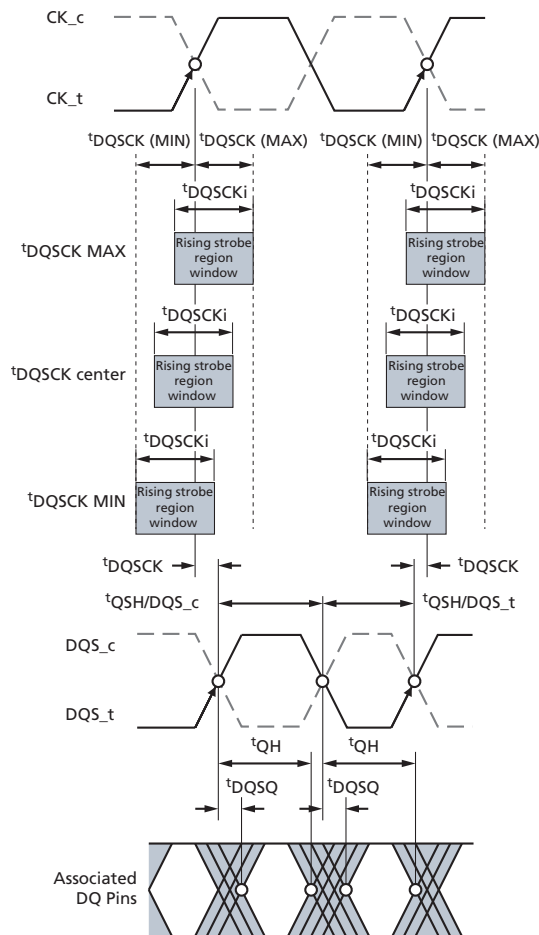 CK_c
CK_t
tDQSCK (MIN) tDQSCK (MAX) tDQSCK (MIN) tDQSCK (MAX)
tDQSCKi tDQSCKi
tDQSCK MAX
Rising strobe
region
window
Rising strobe
region
window
tDQSCKi tDQSCKi
tDQSCK center
Rising strobe
region
window
Rising strobe
region
window
tDQSCKi tDQSCKi
tDQSCK MIN
Rising strobe
region
window
Rising strobe
region
window
tDQSCK tDQSCK
tQSH/DQS_c tQSH/DQS_t
DQS_c
DQS_t
tQH tQH
tDQSQ tDQSQ
Associated
DQ Pins